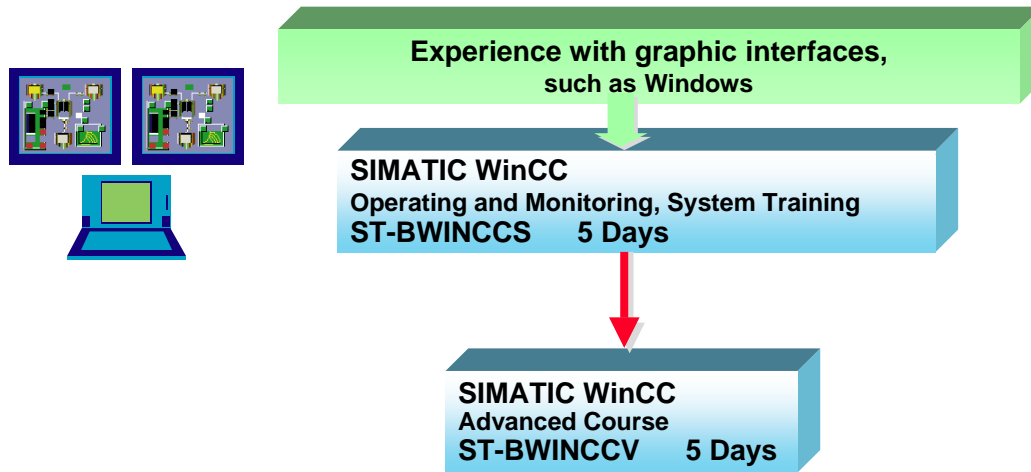 Experience with graphic interfaces,
such as Windows
SIMATIC WinCC
Operating and Monitoring, System Training
ST-BWINCCS 5 Days
SIMATIC WinCC
Advanced Course
ST-BWINCCV 5 Days